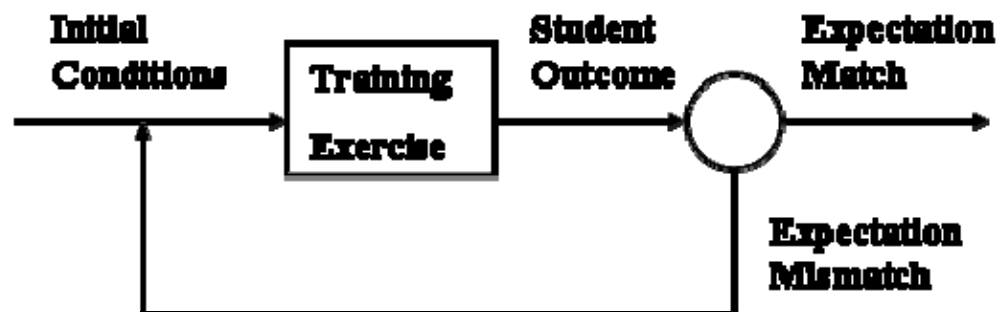 Initial
Conditions
Training
Exercise
Student
Outcome
Expectation
Match
Expectation
Mismatch